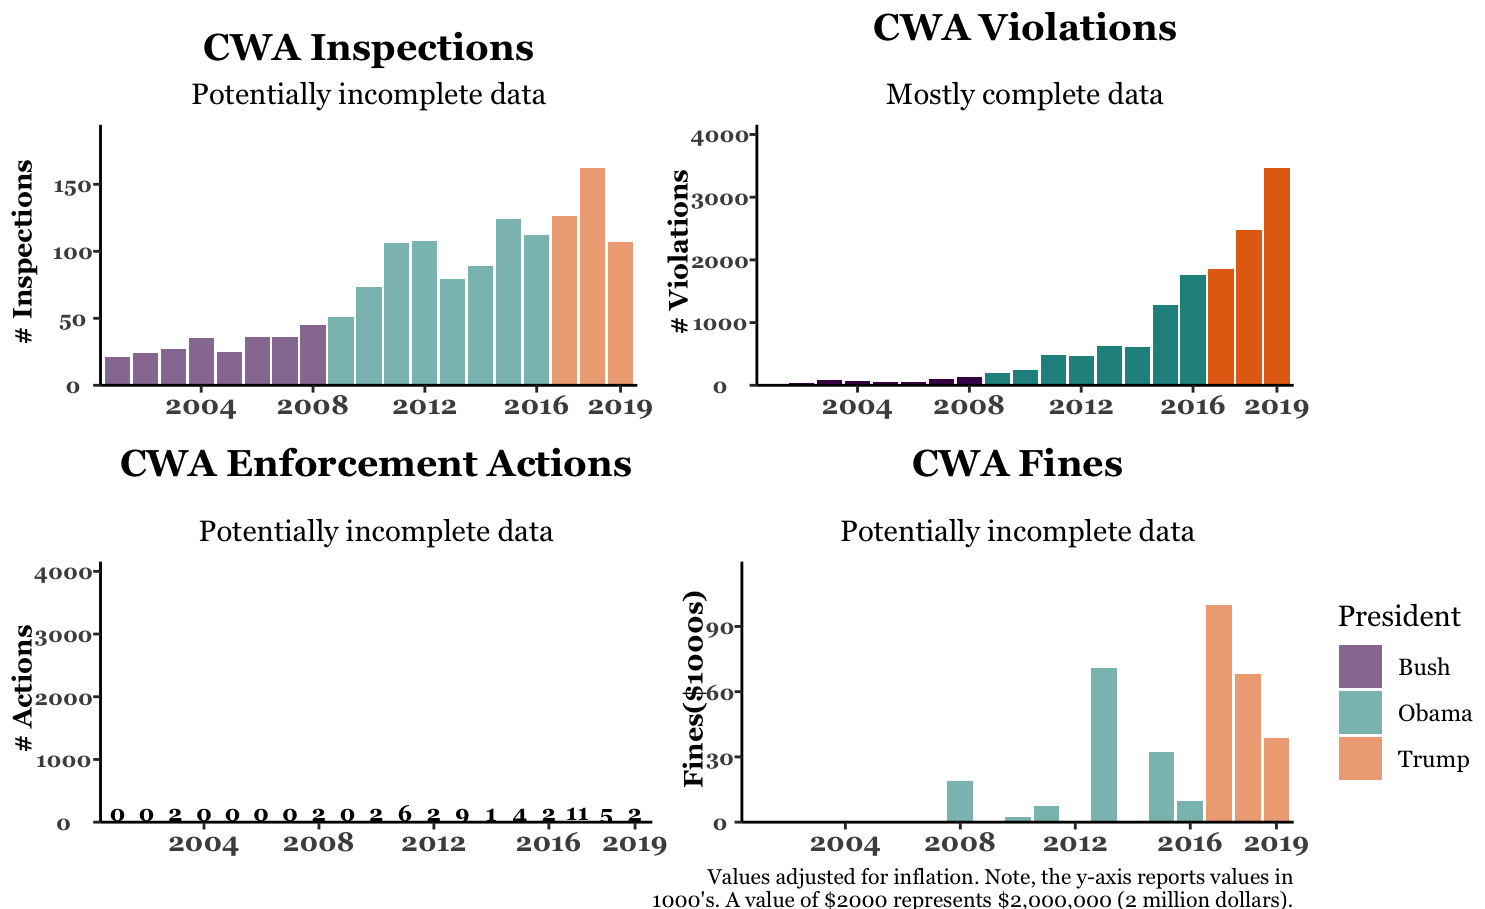 CWA Inspections
Potentially incomplete data
# Inspections
150
100
50
0
2004 2008 2012 2016 2019
CWA Violations
Mostly complete data
# Violations
4000
3000
2000
1000
0
2004 2008 2012 2016 2019
CWA Enforcement Actions
Potentially incomplete data
# Actions
4000
3000
2000
1000
0
0 0 2 0 0 0 0 2 0 2 6 2 9 1 4 2 11 5 2
2004 2008 2012 2016 2019
CWA Fines
Potentially incomplete data
Fines($1000s)
90
60
30
0
2004 2008 2012 2016 2019
President
Bush
Obama
Trump
Values adjusted for inflation. Note, the y-axis reports values in
1000's. A value of $2000 represents $2,000,000 (2 million dollars).